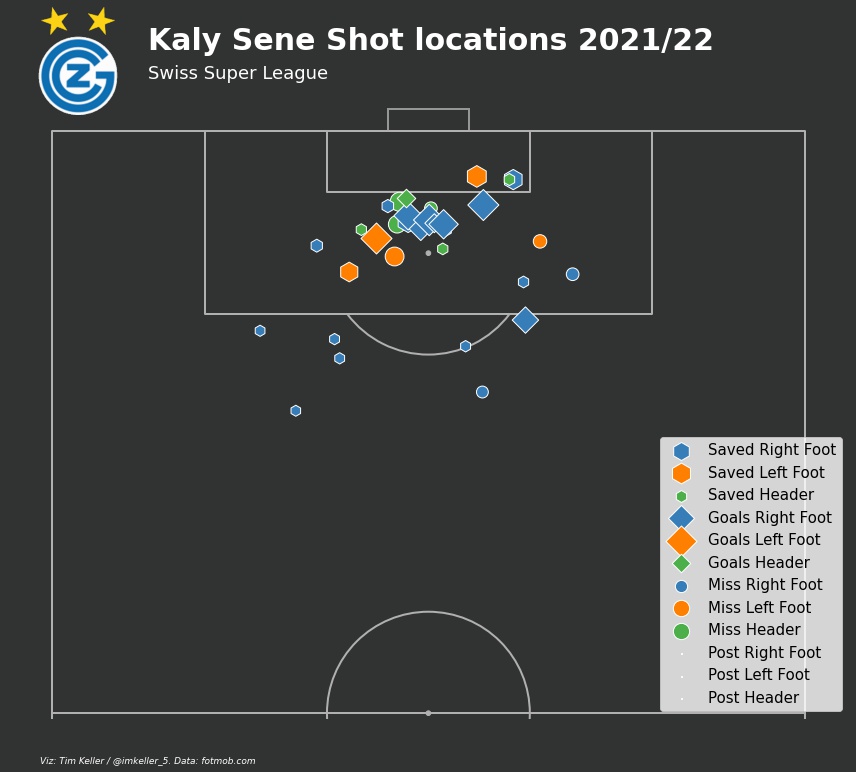 Kaly Sene Shot locations 2021/22
Swiss Super League
Saved Right Foot
Saved Left Foot
Saved Header
Goals Right Foot
Goals Left Foot
Goals Header
Miss Right Foot
Miss Left Foot
Miss Header
Post Right Foot
Post Left Foot
Post Header
Viz: Tim Keller / @imkeller_5. Data: fotmob.com